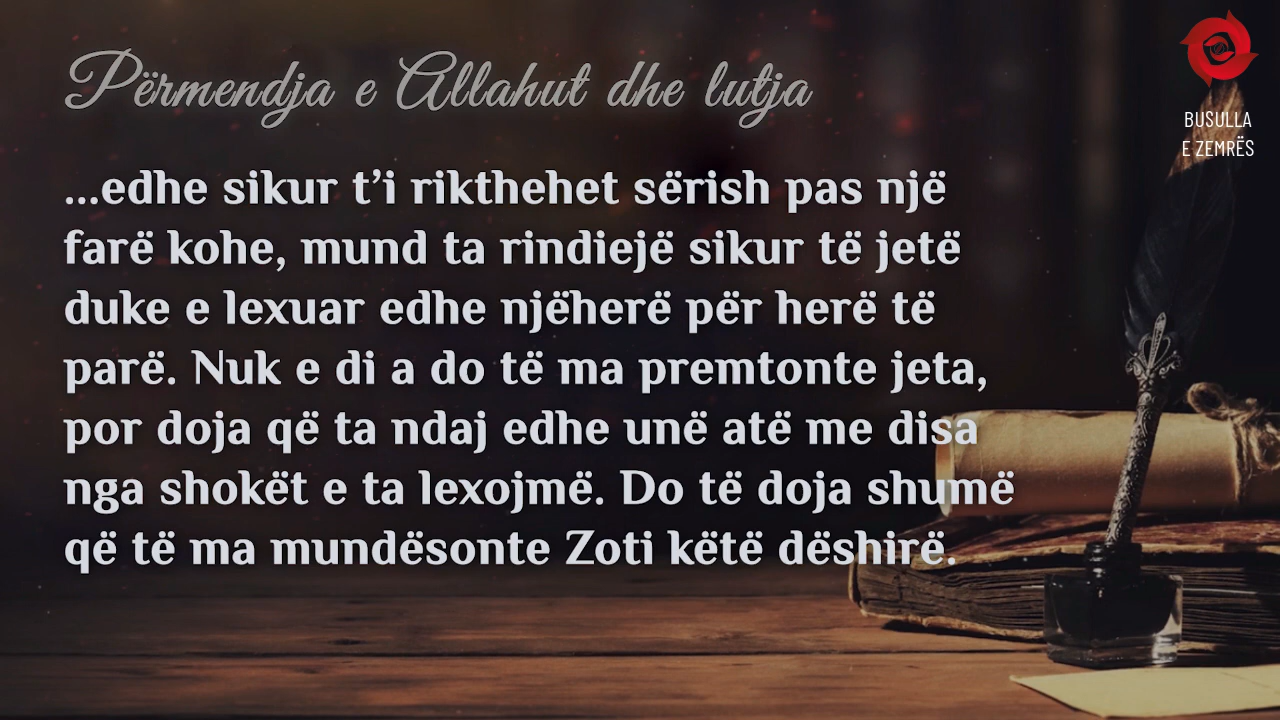 Përmendja e Allahut dhe lutja
BUSULLA
E ZEMRËS
...edhe sikur t’i rikthehet sërish pas një
farë kohe, mund ta rindiejë sikur të jetë
duke e lexuar edhe njëherë për herë të
parë. Nuk e di a do të ma premtonte jeta,
por doja që ta ndaj edhe unë atë me disa
nga shokët e ta lexojmë. Do të doja shumë
që të ma mundësonte Zoti këtë dëshirë.